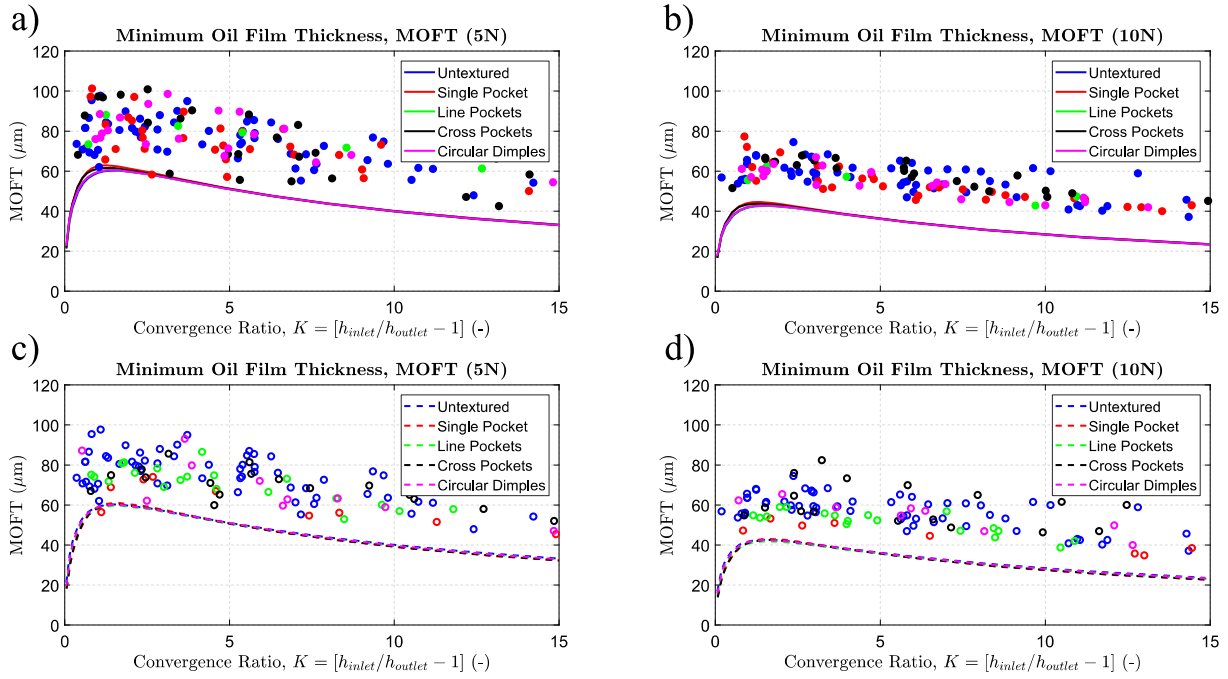 a)
Minimum Oil Film Thickness, MOFT (5N)
120
100
80
60
40
20
0
MOFT (μm)
Untextured
Single Pocket
Line Pockets
Cross Pockets
Circular Dimples
0 5 10 15
Convergence Ratio, K = [h_inlet/h_outlet − 1] (-)
b)
Minimum Oil Film Thickness, MOFT (10N)
120
100
80
60
40
20
0
MOFT (μm)
Untextured
Single Pocket
Line Pockets
Cross Pockets
Circular Dimples
0 5 10 15
Convergence Ratio, K = [h_inlet/h_outlet − 1] (-)
c)
Minimum Oil Film Thickness, MOFT (5N)
120
100
80
60
40
20
0
MOFT (μm)
Untextured
Single Pocket
Line Pockets
Cross Pockets
Circular Dimples
0 5 10 15
Convergence Ratio, K = [h_inlet/h_outlet − 1] (-)
d)
Minimum Oil Film Thickness, MOFT (10N)
120
100
80
60
40
20
0
MOFT (μm)
Untextured
Single Pocket
Line Pockets
Cross Pockets
Circular Dimples
0 5 10 15
Convergence Ratio, K = [h_inlet/h_outlet − 1] (-)